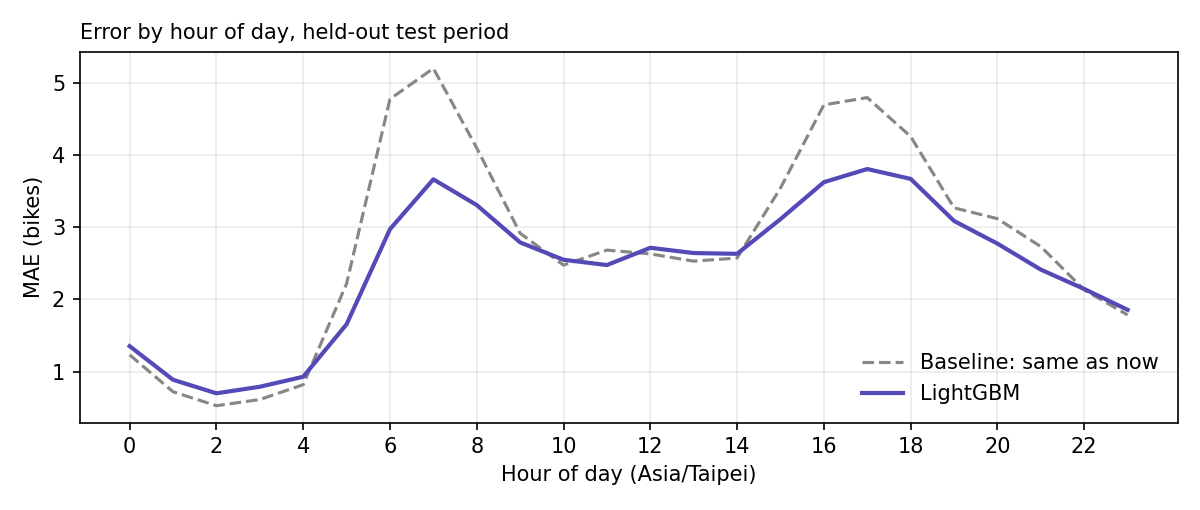 Error by hour of day, held-out test period
MAE (bikes)
5
4
3
2
1
0 2 4 6 8 10 12 14 16 18 20 22
Hour of day (Asia/Taipei)
Baseline: same as now
LightGBM